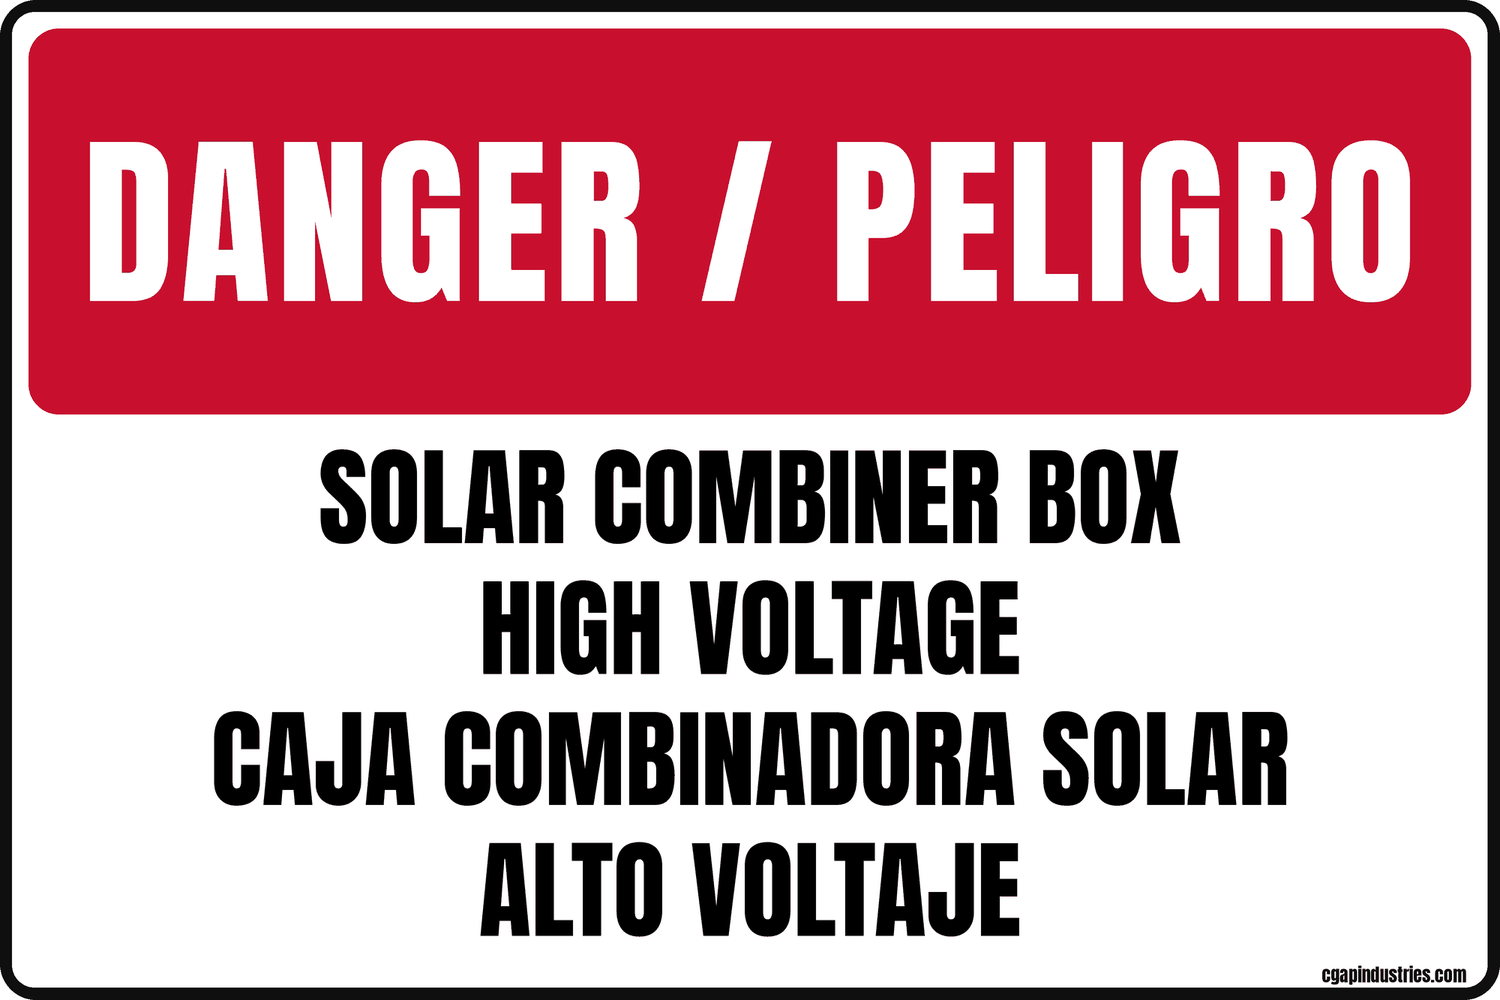 DANGER / PELIGRO
SOLAR COMBINER BOX
HIGH VOLTAGE
CAJA COMBINADORA SOLAR
ALTO VOLTAJE
cgapindustries.com